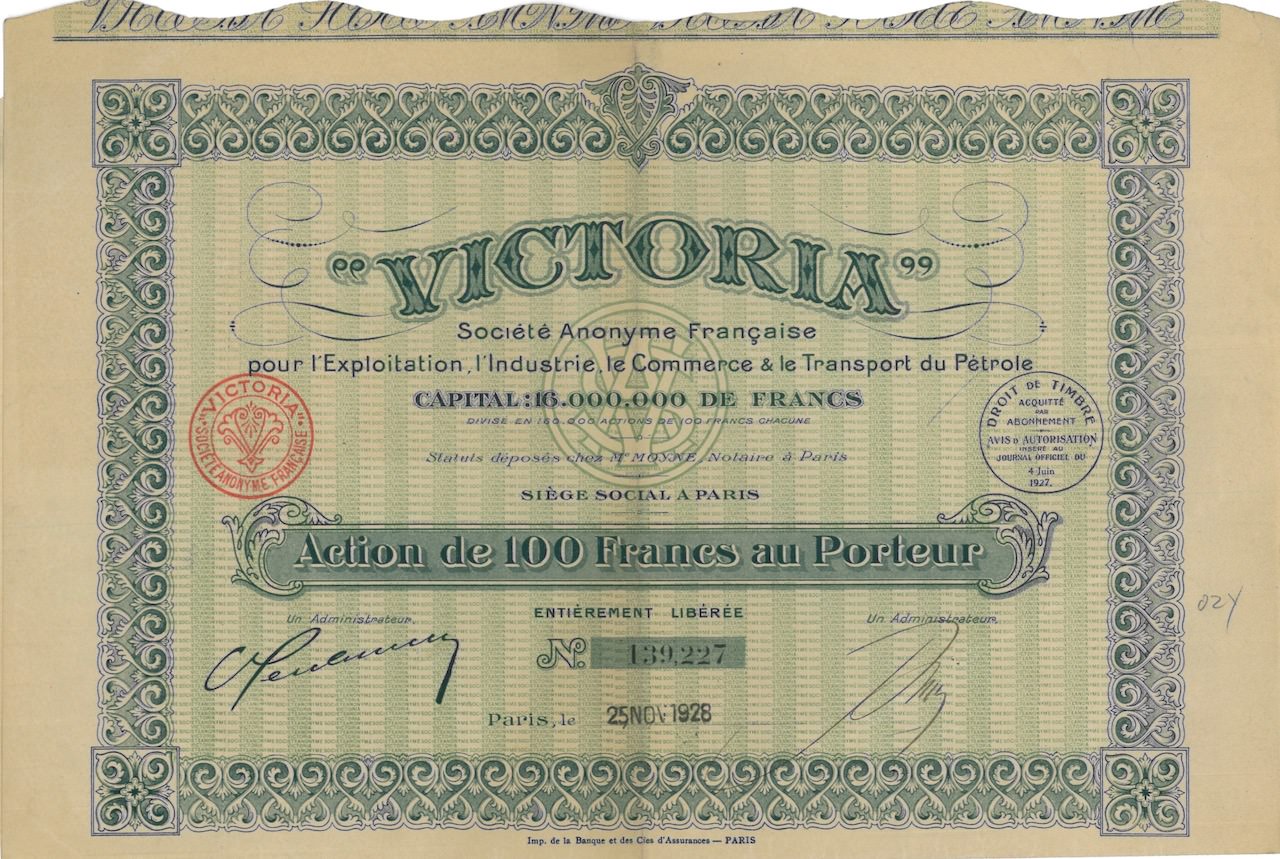 “VICTORIA”
Société Anonyme Française
pour l'Exploitation, l'Industrie, le Commerce & le Transport du Pétrole
CAPITAL: 16.000.000 DE FRANCS
DIVISÉ EN 160.000 ACTIONS DE 100 FRANCS CHACUNE
Statuts déposés chez Me MOYNE, Notaire à Paris
SIÈGE SOCIAL A PARIS
"VICTORIA"
SOCIÉTÉ ANONYME FRANÇAISE
DROIT DE TIMBRE
ACQUITTÉ
PAR
ABONNEMENT
AVIS D'AUTORISATION
INSÉRÉ AU
JOURNAL OFFICIEL DU
4 Juin
1927.
Action de 100 Francs au Porteur
ENTIÈREMENT LIBÉRÉE
Un Administrateur,
Un Administrateur,
No. 139,227
Paris, le 25 NOV 1928
Imp. de la Banque et des Cies d'Assurances — PARIS